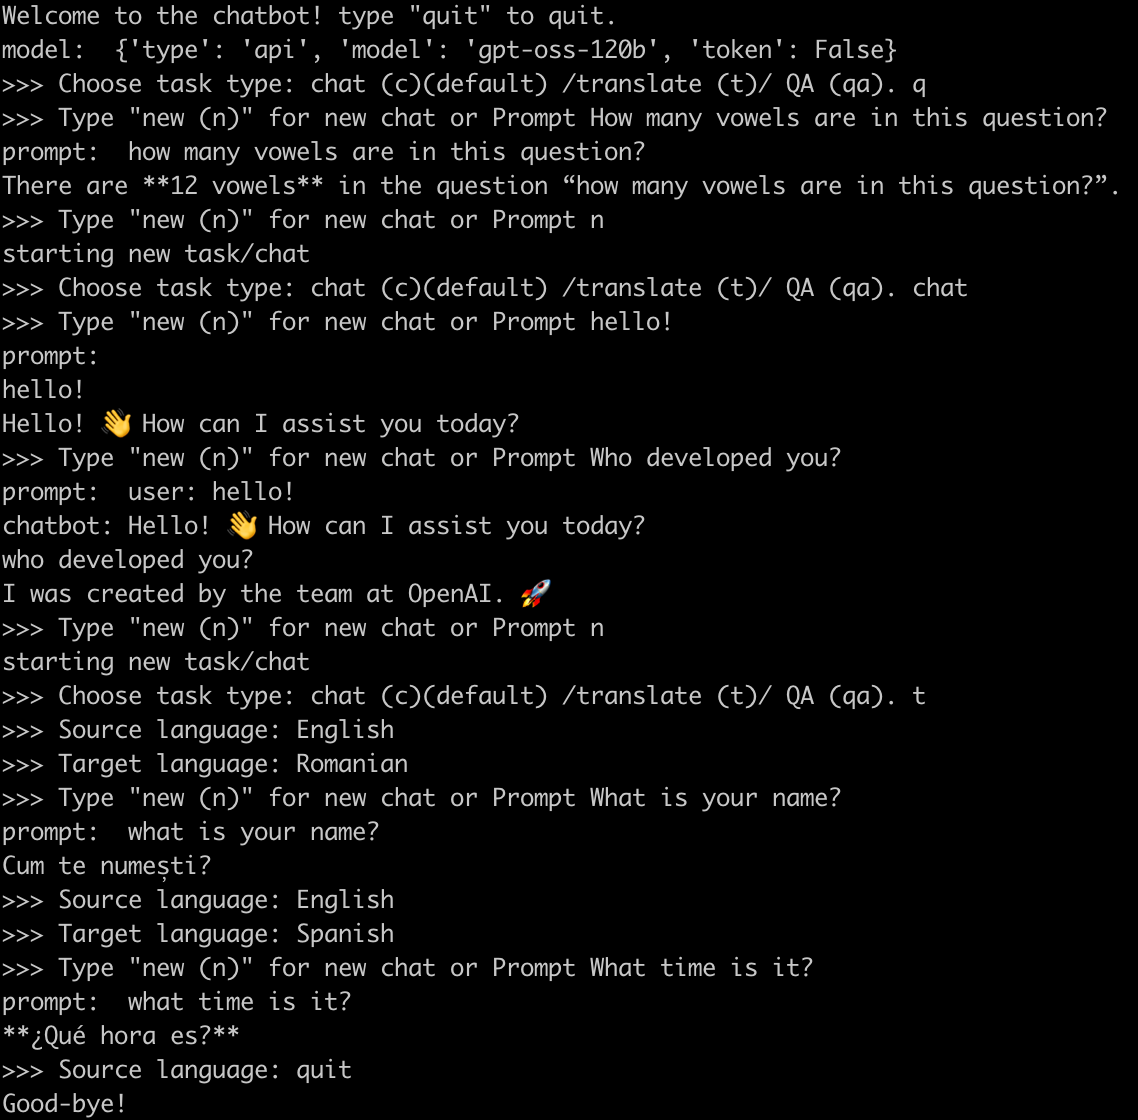 Welcome to the chatbot! type "quit" to quit.
model:  {'type': 'api', 'model': 'gpt-oss-120b', 'token': False}
>>> Choose task type: chat (c)(default) /translate (t)/ QA (qa). q
>>> Type "new (n)" for new chat or Prompt How many vowels are in this question?
prompt:  how many vowels are in this question?
There are **12 vowels** in the question “how many vowels are in this question?”.
>>> Type "new (n)" for new chat or Prompt n
starting new task/chat
>>> Choose task type: chat (c)(default) /translate (t)/ QA (qa). chat
>>> Type "new (n)" for new chat or Prompt hello!
prompt:
hello!
Hello! 👋 How can I assist you today?
>>> Type "new (n)" for new chat or Prompt Who developed you?
prompt:  user: hello!
chatbot: Hello! 👋 How can I assist you today?
who developed you?
I was created by the team at OpenAI. 🚀
>>> Type "new (n)" for new chat or Prompt n
starting new task/chat
>>> Choose task type: chat (c)(default) /translate (t)/ QA (qa). t
>>> Source language: English
>>> Target language: Romanian
>>> Type "new (n)" for new chat or Prompt What is your name?
prompt:  what is your name?
Cum te numești?
>>> Source language: English
>>> Target language: Spanish
>>> Type "new (n)" for new chat or Prompt What time is it?
prompt:  what time is it?
**¿Qué hora es?**
>>> Source language: quit
Good-bye!